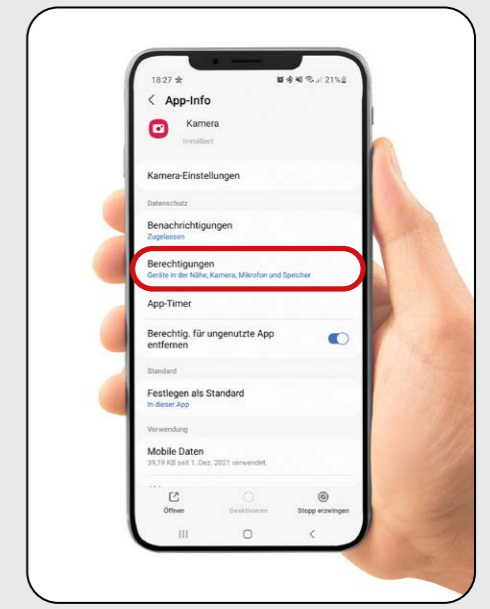 18:27
21%
App-Info
Kamera
Installiert
Kamera-Einstellungen
Datenschutz
Benachrichtigungen
Zugelassen
Berechtigungen
Geräte in der Nähe, Kamera, Mikrofon und Speicher
App-Timer
Berechtig. für ungenutzte App
entfernen
Standard
Festlegen als Standard
In dieser App
Verwendung
Mobile Daten
39,19 KB seit 1. Dez. 2021 verwendet
Öffnen
Deaktivieren
Stopp erzwingen